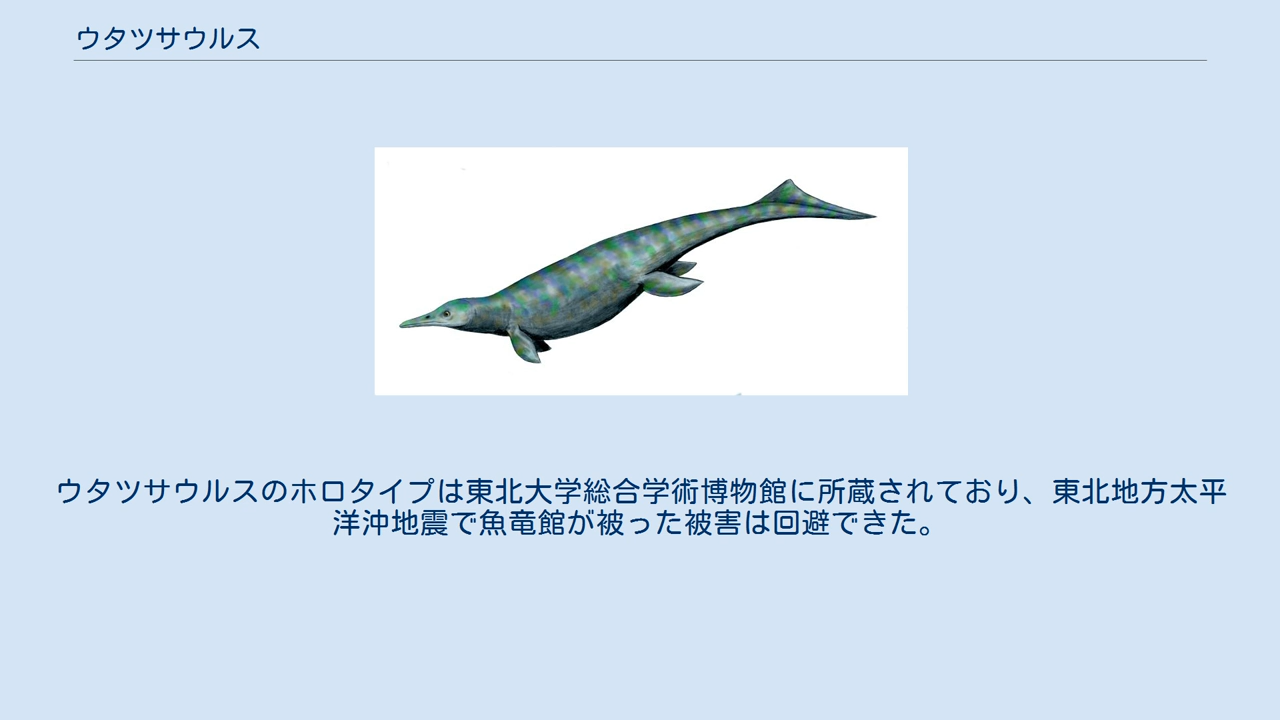 ウタツサウルス
ウタツサウルスのホロタイプは東北大学総合学術博物館に所蔵されており、東北地方太平
洋沖地震で魚竜館が被った被害は回避できた。